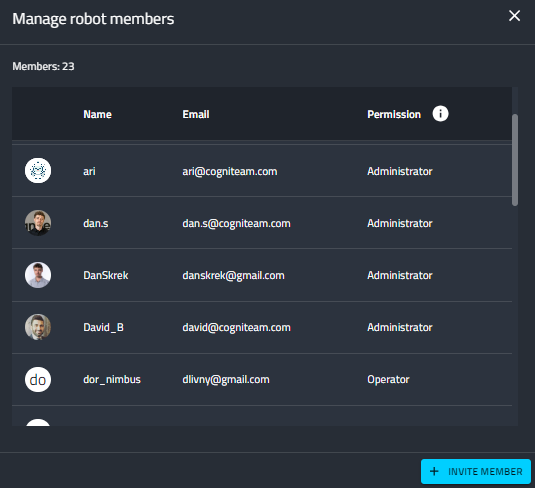 Manage robot members
Members: 23
Name Email Permission i
ari ari@cogniteam.com Administrator
dan.s dan.s@cogniteam.com Administrator
DanSkrek danskrek@gmail.com Administrator
David_B david@cogniteam.com Administrator
do dor_nimbus dlivny@gmail.com Operator
+ INVITE MEMBER